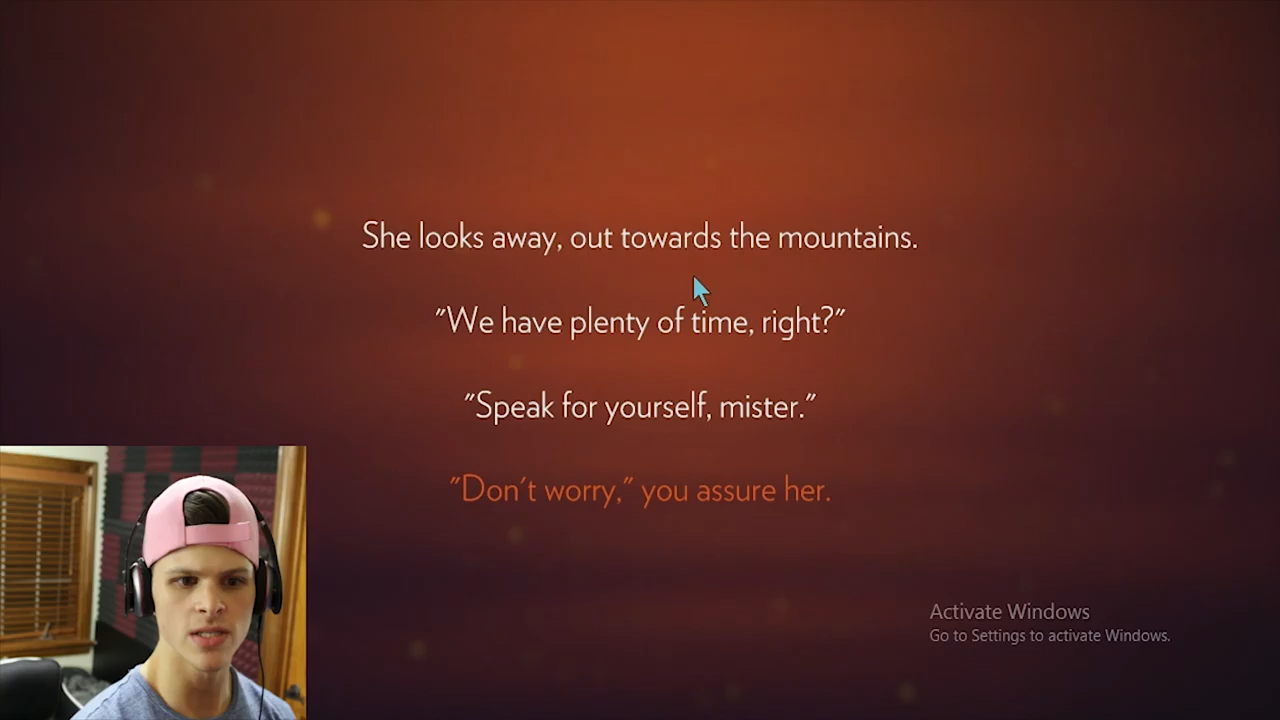 She looks away, out towards the mountains.
"We have plenty of time, right?"
"Speak for yourself, mister."
"Don't worry," you assure her.
Activate Windows
Go to Settings to activate Windows.